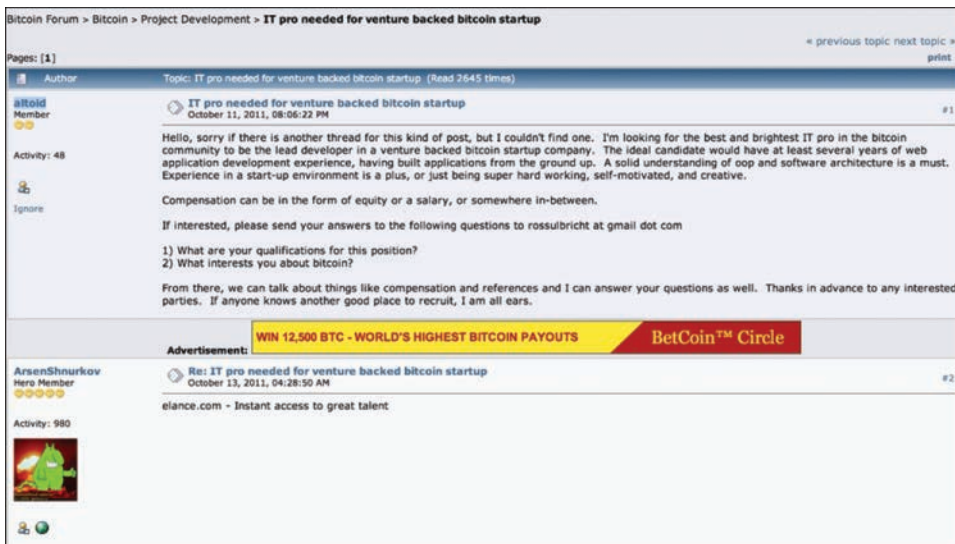 Bitcoin Forum > Bitcoin > Project Development > IT pro needed for venture backed bitcoin startup
« previous topic next topic »
Pages: [1]
print
Author
Topic: IT pro needed for venture backed bitcoin startup (Read 2645 times)
altoid
Member
Activity: 48
Ignore
IT pro needed for venture backed bitcoin startup
October 11, 2011, 08:06:22 PM
#1
Hello, sorry if there is another thread for this kind of post, but I couldn't find one. I'm looking for the best and brightest IT pro in the bitcoin
community to be the lead developer in a venture backed bitcoin startup company. The ideal candidate would have at least several years of web
application development experience, having built applications from the ground up. A solid understanding of oop and software architecture is a must.
Experience in a start-up environment is a plus, or just being super hard working, self-motivated, and creative.
Compensation can be in the form of equity or a salary, or somewhere in-between.
If interested, please send your answers to the following questions to rossulbricht at gmail dot com
1) What are your qualifications for this position?
2) What interests you about bitcoin?
From there, we can talk about things like compensation and references and I can answer your questions as well. Thanks in advance to any interested
parties. If anyone knows another good place to recruit, I am all ears.
Advertisement:
WIN 12,500 BTC - WORLD'S HIGHEST BITCOIN PAYOUTS
BetCoin™ Circle
ArsenShnurkov
Hero Member
Activity: 980
Re: IT pro needed for venture backed bitcoin startup
October 13, 2011, 04:28:50 AM
#2
elance.com - Instant access to great talent